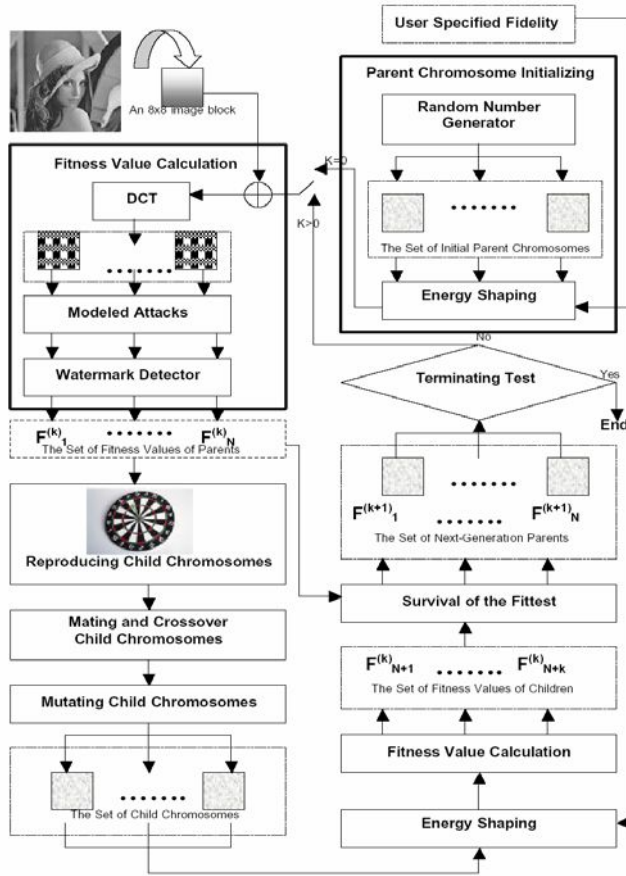 User Specified Fidelity
An 8x8 image block
Parent Chromosome Initializing
Random Number
Generator
.......
The Set of Initial Parent Chromosomes
Energy Shaping
K=0
K>0
Fitness Value Calculation
DCT
.......
Modeled Attacks
Watermark Detector
F(k)1 ....... F(k)N
The Set of Fitness Values of Parents
Reproducing Child Chromosomes
Mating and Crossover
Child Chromosomes
Mutating Child Chromosomes
.......
The Set of Child Chromosomes
No
Terminating Test
Yes
End
.......
F(k+1)1 ....... F(k+1)N
The Set of Next-Generation Parents
Survival of the Fittest
F(k)N+1 ....... F(k)N+k
The Set of Fitness Values of Children
Fitness Value Calculation
Energy Shaping